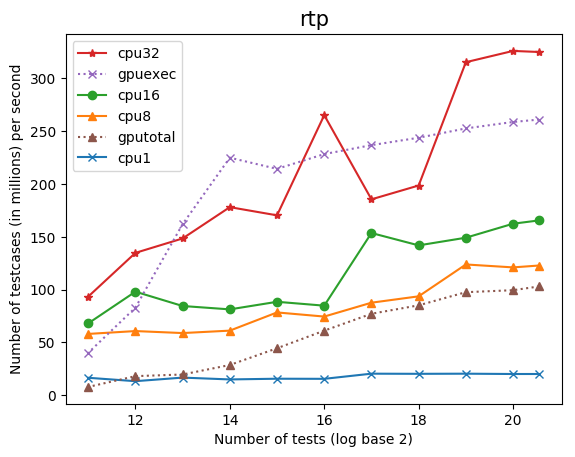 rtp
cpu32
gpuexec
cpu16
cpu8
gputotal
cpu1
Number of testcases (in millions) per second
300
250
200
150
100
50
0
12
14
16
18
20
Number of tests (log base 2)